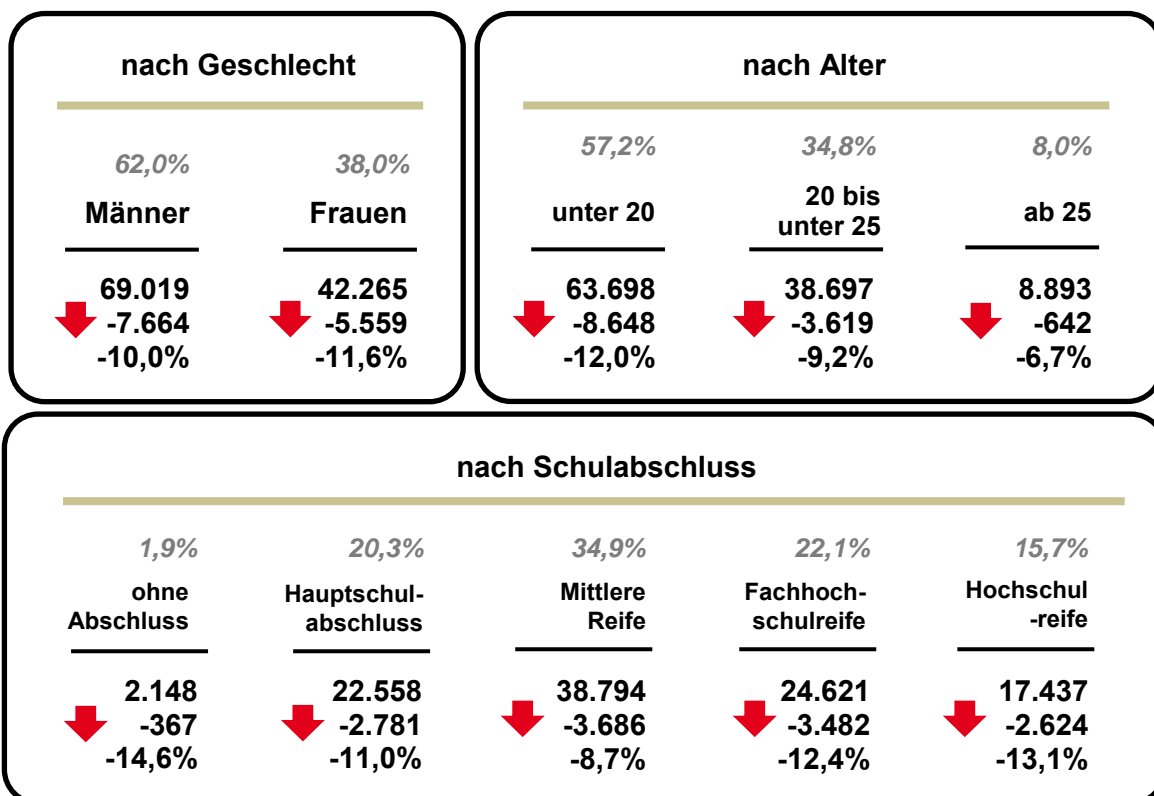 nach Geschlecht
62,0%
38,0%
Männer
Frauen
69.019
-7.664
-10,0%
42.265
-5.559
-11,6%
nach Alter
57,2%
34,8%
8,0%
unter 20
20 bis
unter 25
ab 25
63.698
-8.648
-12,0%
38.697
-3.619
-9,2%
8.893
-642
-6,7%
nach Schulabschluss
1,9%
20,3%
34,9%
22,1%
15,7%
ohne
Abschluss
Hauptschul-
abschluss
Mittlere
Reife
Fachhoch-
schulreife
Hochschul
-reife
2.148
-367
-14,6%
22.558
-2.781
-11,0%
38.794
-3.686
-8,7%
24.621
-3.482
-12,4%
17.437
-2.624
-13,1%